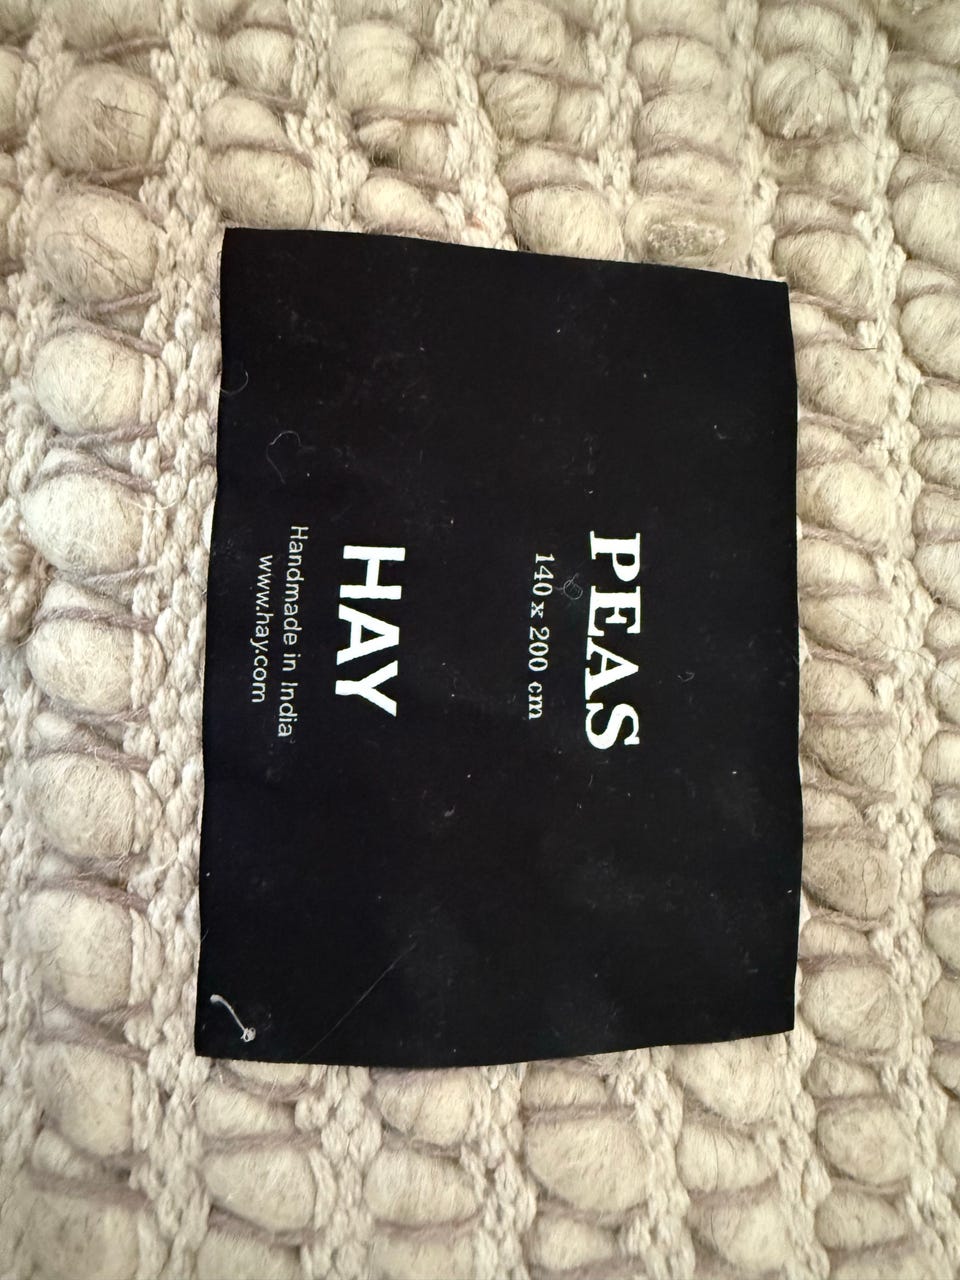 PEAS
140 x 200 cm
HAY
Handmade in India
www.hay.com